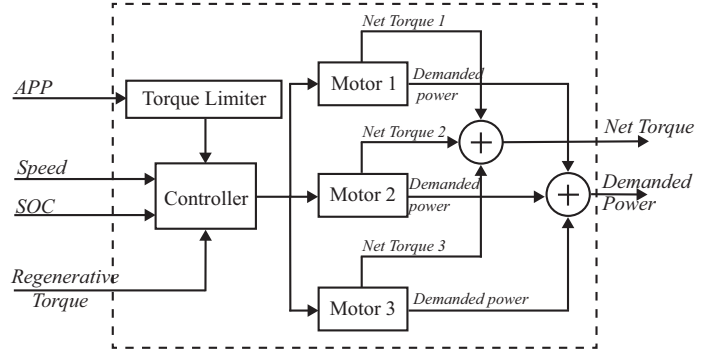 Net Torque 1
APP
Torque Limiter
Motor 1
Demanded
power
Net Torque 2
Net Torque
Speed
SOC
Controller
Motor 2
Demanded
power
Demanded
Power
Net Torque 3
Regenerative
Torque
Motor 3
Demanded power